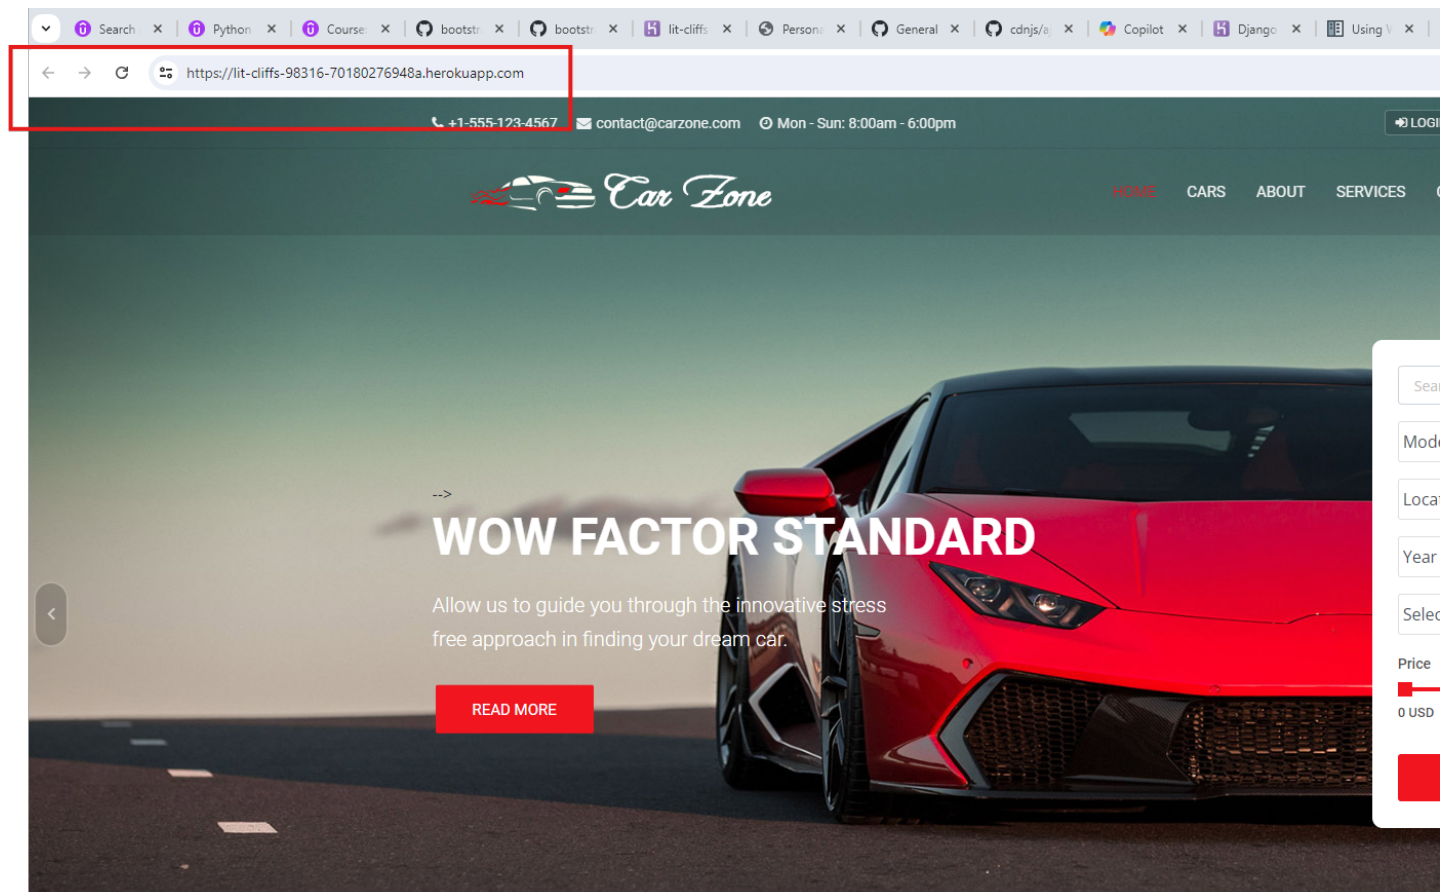 Search
Python
Course
bootstr
bootstr
lit-cliffs
Persona
General
cdnjs/a
Copilot
Django
Using
https://lit-cliffs-98316-70180276948a.herokuapp.com
+1-555-123-4567 contact@carzone.com Mon - Sun: 8:00am - 6:00pm
LOGI
Car Zone
HOME CARS ABOUT SERVICES
-->
WOW FACTOR STANDARD
Allow us to guide you through the innovative stress
free approach in finding your dream car.
READ MORE
Sea
Mod
Loca
Year
Selec
Price
0 USD